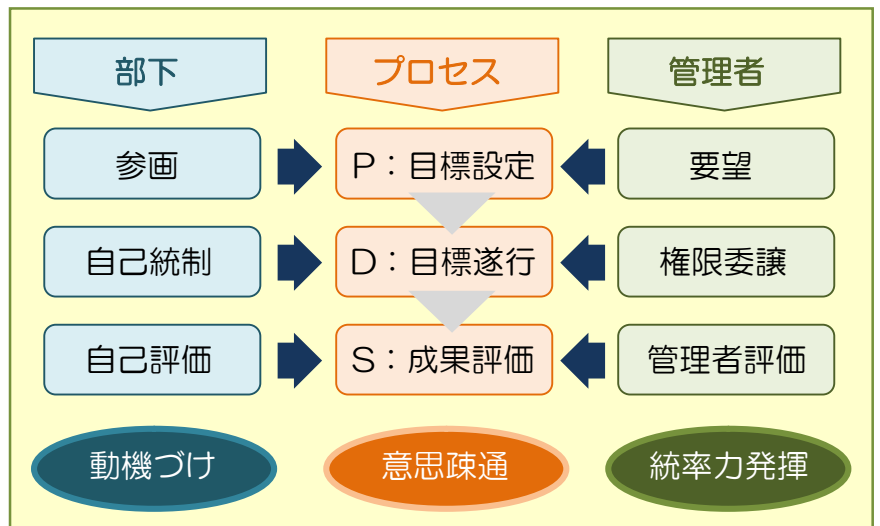 部下 プロセス 管理者
参画 P：目標設定 要望
自己統制 D：目標遂行 権限委譲
自己評価 S：成果評価 管理者評価
動機づけ 意思疎通 統率力発揮